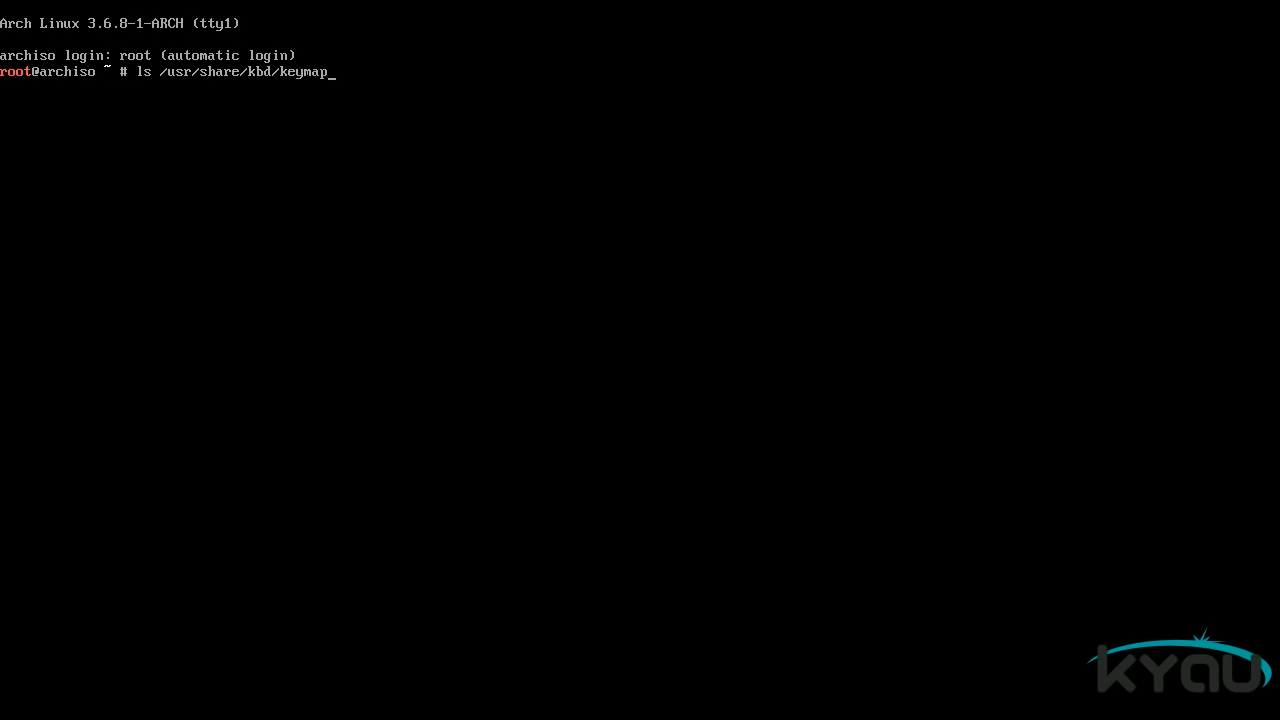 Arch Linux 3.6.8-1-ARCH (tty1)
archiso login: root (automatic login)
root@archiso ~ # ls /usr/share/kbd/keymap_
kyau